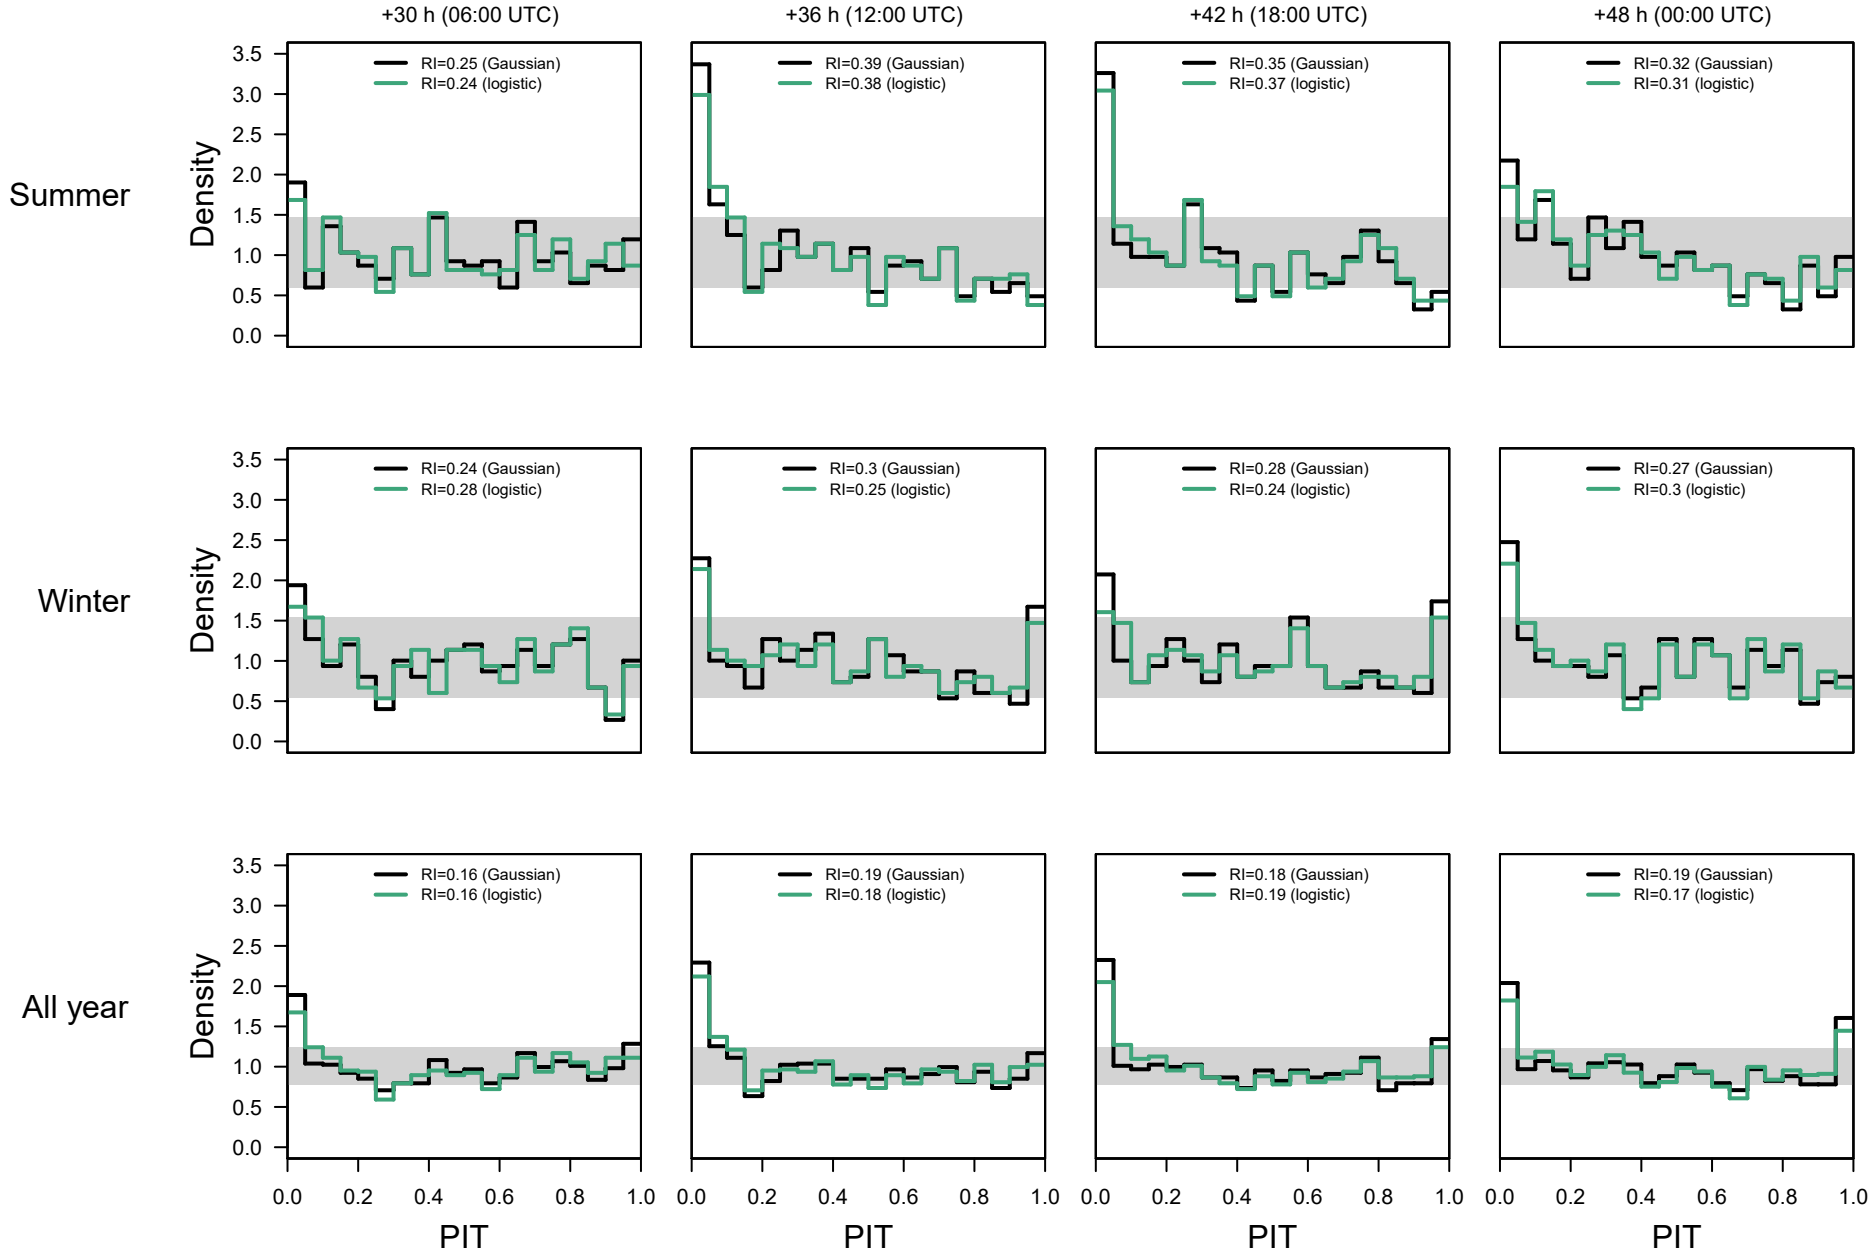 +30 h (06:00 UTC)
+36 h (12:00 UTC)
+42 h (18:00 UTC)
+48 h (00:00 UTC)
Summer
Density
3.5
3.0
2.5
2.0
1.5
1.0
0.5
0.0
RI=0.25 (Gaussian)
RI=0.24 (logistic)
RI=0.39 (Gaussian)
RI=0.38 (logistic)
RI=0.35 (Gaussian)
RI=0.37 (logistic)
RI=0.32 (Gaussian)
RI=0.31 (logistic)
Winter
Density
3.5
3.0
2.5
2.0
1.5
1.0
0.5
0.0
RI=0.24 (Gaussian)
RI=0.28 (logistic)
RI=0.3 (Gaussian)
RI=0.25 (logistic)
RI=0.28 (Gaussian)
RI=0.24 (logistic)
RI=0.27 (Gaussian)
RI=0.3 (logistic)
All year
Density
3.5
3.0
2.5
2.0
1.5
1.0
0.5
0.0
RI=0.16 (Gaussian)
RI=0.16 (logistic)
RI=0.19 (Gaussian)
RI=0.18 (logistic)
RI=0.18 (Gaussian)
RI=0.19 (logistic)
RI=0.19 (Gaussian)
RI=0.17 (logistic)
0.0 0.2 0.4 0.6 0.8 1.0
0.0 0.2 0.4 0.6 0.8 1.0
0.0 0.2 0.4 0.6 0.8 1.0
0.0 0.2 0.4 0.6 0.8 1.0
PIT
PIT
PIT
PIT